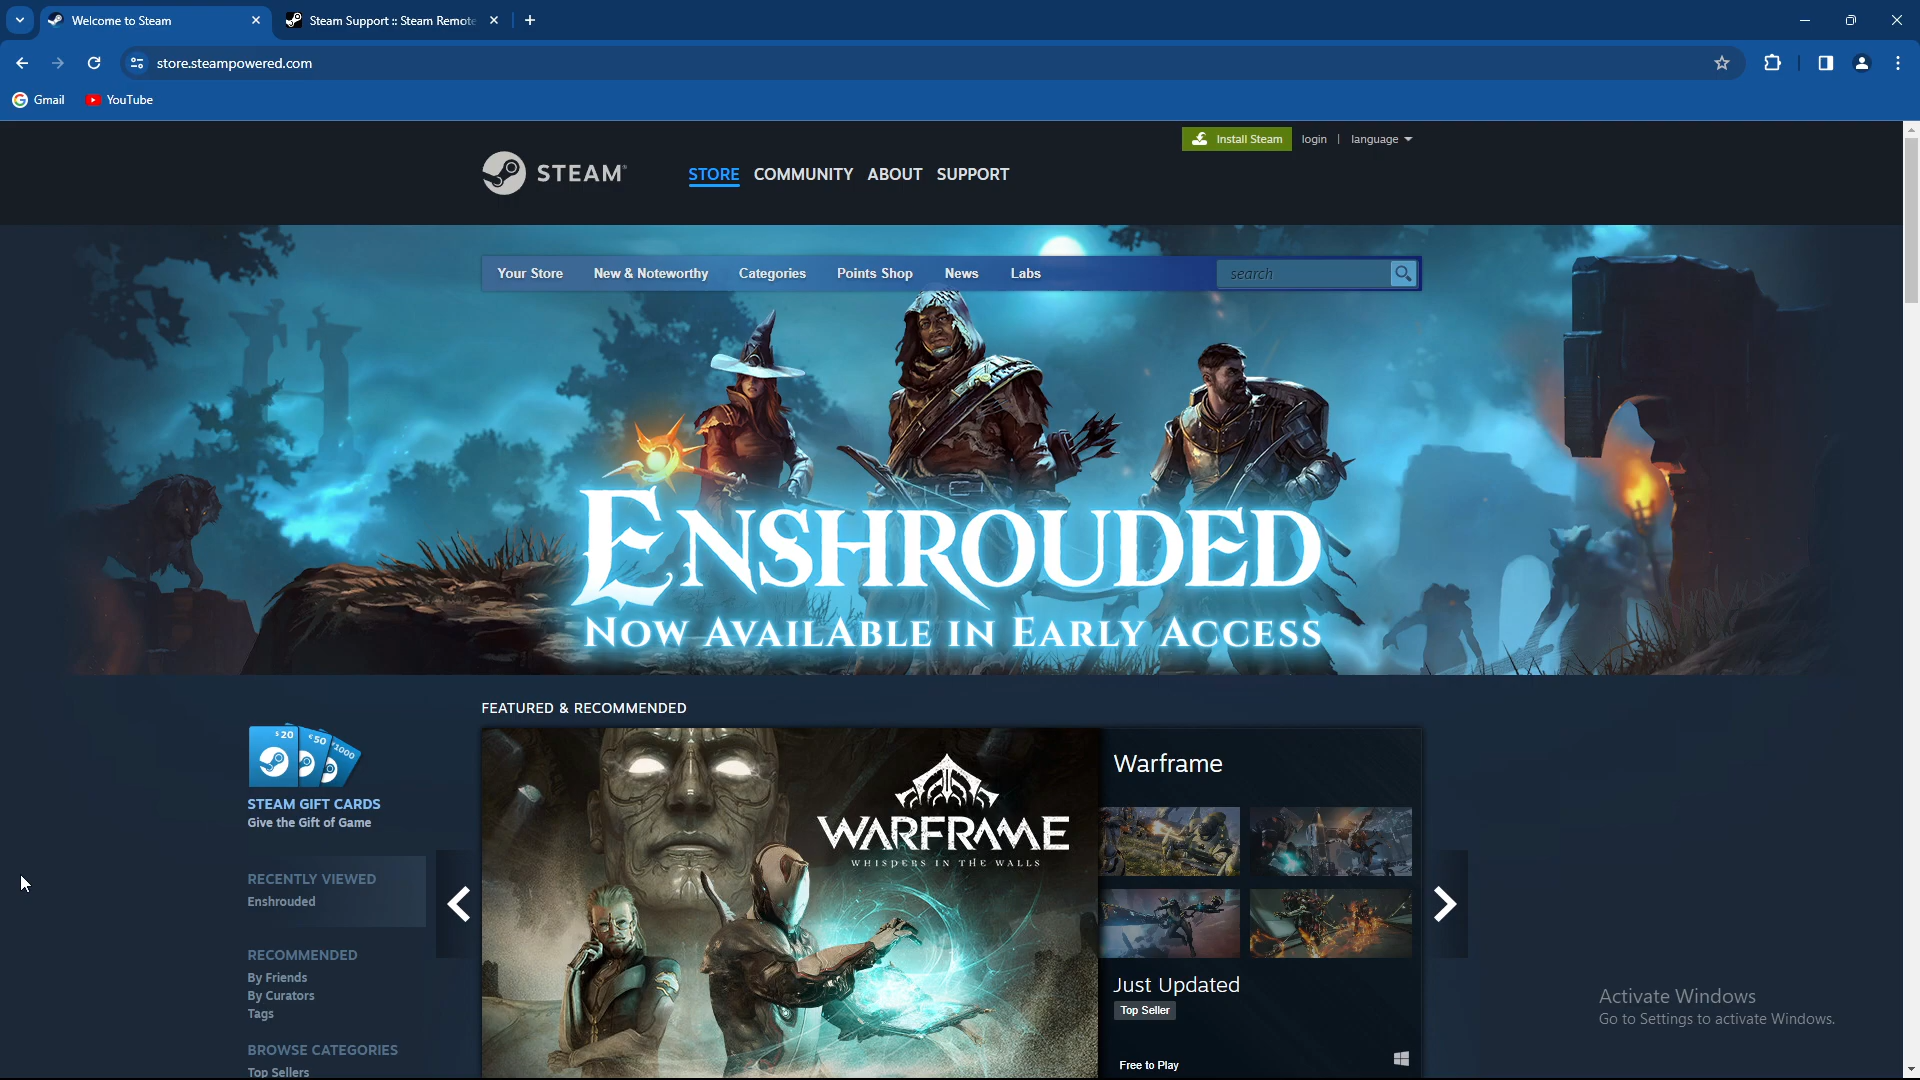 Welcome to Steam
Steam Support :: Steam Remote
store.steampowered.com
Gmail
YouTube
Install Steam
login | language
STEAM
STORE COMMUNITY ABOUT SUPPORT
Your Store New & Noteworthy Categories Points Shop News Labs search
ENSHROUDED
NOW AVAILABLE IN EARLY ACCESS
FEATURED & RECOMMENDED
$20 €50 ¥1000
STEAM GIFT CARDS
Give the Gift of Game
RECENTLY VIEWED
Enshrouded
RECOMMENDED
By Friends
By Curators
Tags
BROWSE CATEGORIES
Top Sellers
WARFRAME
WHISPERS IN THE WALLS
Warframe
Just Updated
Top Seller
Free to Play
Activate Windows
Go to Settings to activate Windows.